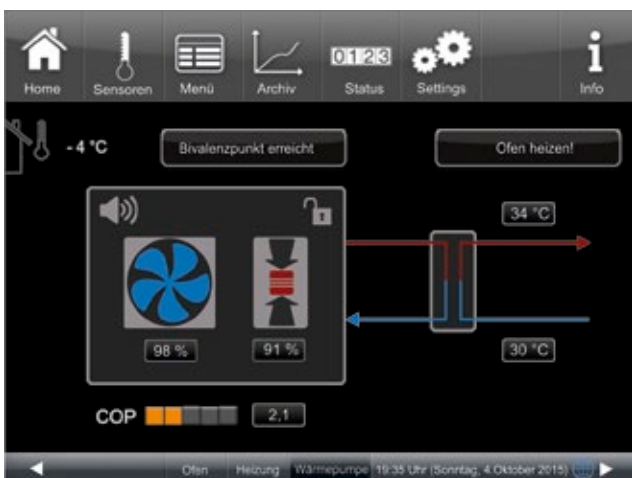 Home Sensoren Menü Archiv 0123 Status Settings i Info
- 4 °C Bivalenzpunkt erreicht Ofen heizen!
34 °C
98 % 91 % 30 °C
COP 2,1
Ofen Heizung Wärmepumpe 19:35 Uhr (Sonntag, 4.Oktober 2015)